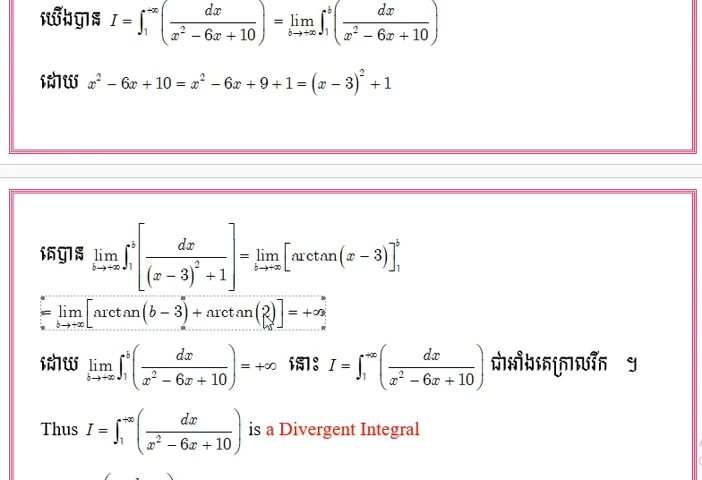 យើងបាន I = ∫₁^{+∞} (dx / (x² − 6x + 10)) = lim_{b→+∞} ∫₁^b (dx / (x² − 6x + 10))
ដោយ x² − 6x + 10 = x² − 6x + 9 + 1 = (x − 3)² + 1
គេបាន lim_{b→+∞} ∫₁^b [dx / ((x − 3)² + 1)] = lim_{b→+∞} [arctan(x − 3)]₁^b
= lim_{b→+∞} [arctan(b − 3) + arctan(2)] = +∞
ដោយ lim_{b→+∞} ∫₁^b (dx / (x² − 6x + 10)) = +∞ នោះ I = ∫₁^{+∞} (dx / (x² − 6x + 10)) ជាអាំងតេក្រាលរីក ។
Thus I = ∫₁^{+∞} (dx / (x² − 6x + 10)) is a Divergent Integral